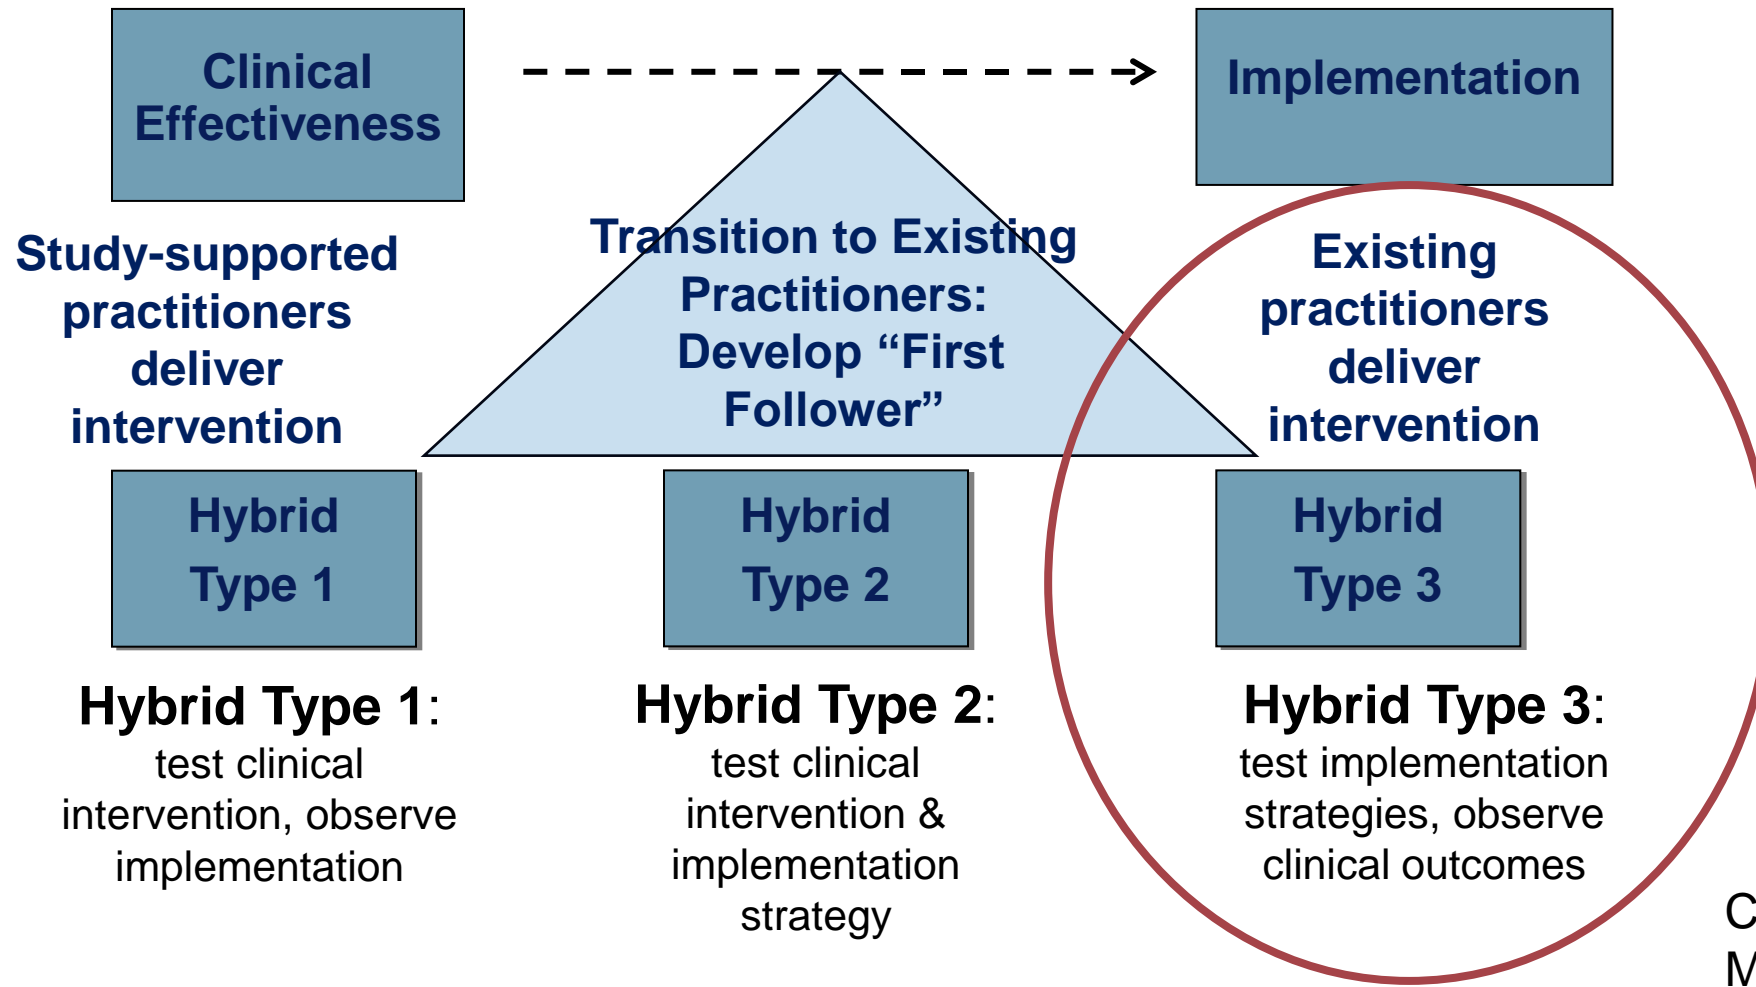 Clinical
Effectiveness
Implementation
Study-supported
practitioners
deliver
intervention
Transition to Existing
Practitioners:
Develop “First
Follower”
Existing
practitioners
deliver
intervention
Hybrid
Type 1
Hybrid
Type 2
Hybrid
Type 3
Hybrid Type 1:
test clinical
intervention, observe
implementation
Hybrid Type 2:
test clinical
intervention &
implementation
strategy
Hybrid Type 3:
test implementation
strategies, observe
clinical outcomes